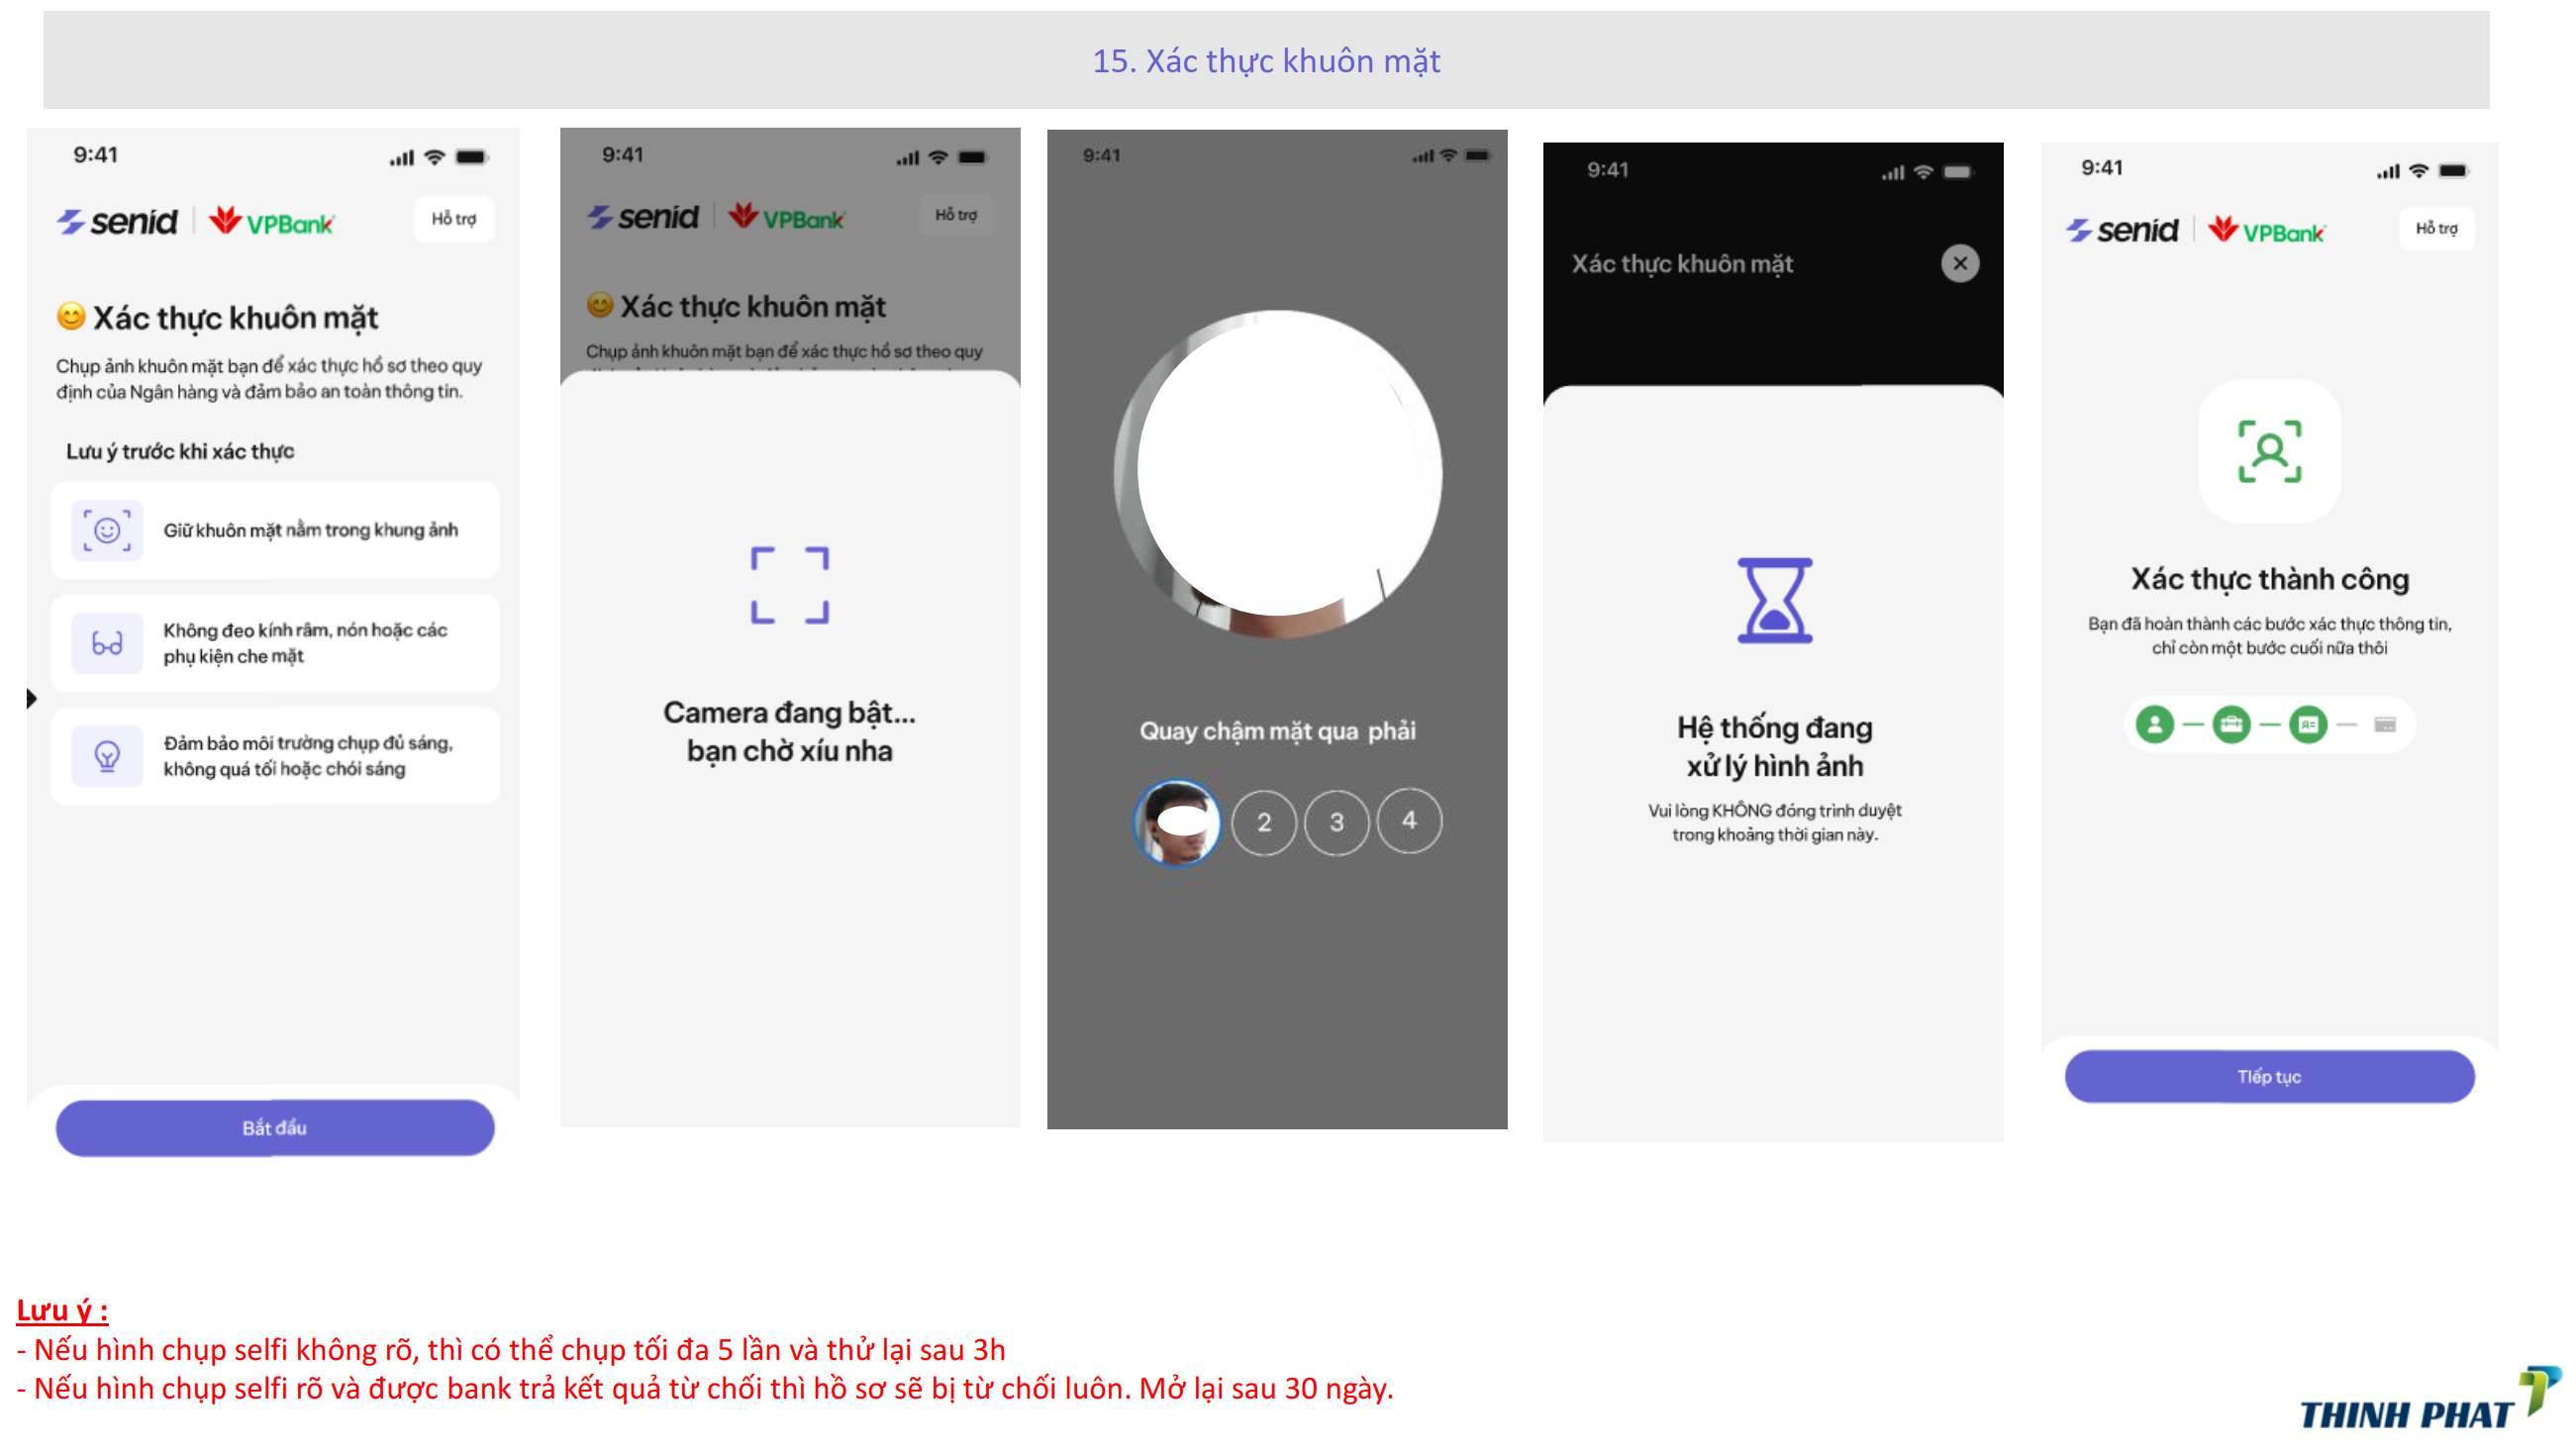 15. Xác thực khuôn mặt
9:41
senid
VPBank
Hỗ trợ
Xác thực khuôn mặt
Chụp ảnh khuôn mặt bạn để xác thực hồ sơ theo quy
định của Ngân hàng và đảm bảo an toàn thông tin.
Lưu ý trước khi xác thực
Giữ khuôn mặt nằm trong khung ảnh
Không đeo kính râm, nón hoặc các
phụ kiện che mặt
Đảm bảo môi trường chụp đủ sáng,
không quá tối hoặc chói sáng
Bắt đầu
9:41
senid
VPBank
Hỗ trợ
Xác thực khuôn mặt
Chụp ảnh khuôn mặt bạn để xác thực hồ sơ theo quy
Camera đang bật...
bạn chờ xíu nha
9:41
Quay chậm mặt qua phải
2
3
4
9:41
Xác thực khuôn mặt
Hệ thống đang
xử lý hình ảnh
Vui lòng KHÔNG đóng trình duyệt
trong khoảng thời gian này.
9:41
senid
VPBank
Hỗ trợ
Xác thực thành công
Bạn đã hoàn thành các bước xác thực thông tin,
chỉ còn một bước cuối nữa thôi
TIếp tục
Lưu ý :
- Nếu hình chụp selfi không rõ, thì có thể chụp tối đa 5 lần và thử lại sau 3h
- Nếu hình chụp selfi rõ và được bank trả kết quả từ chối thì hồ sơ sẽ bị từ chối luôn. Mở lại sau 30 ngày.
THINH PHAT